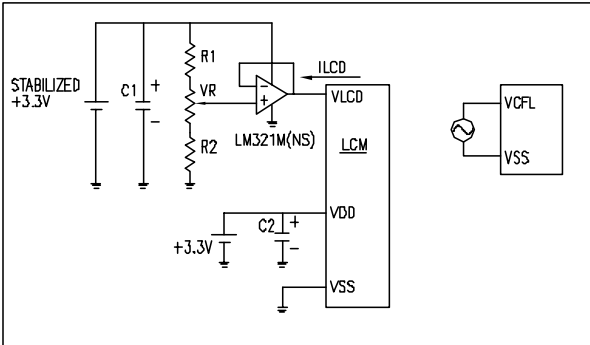 STABILIZED
+3.3V
C1
+
-
R1
VR
R2
-
+
LM321M(NS)
ILCD
VLCD
LCM
VDD
C2
+
-
+3.3V
VSS
VCFL
VSS